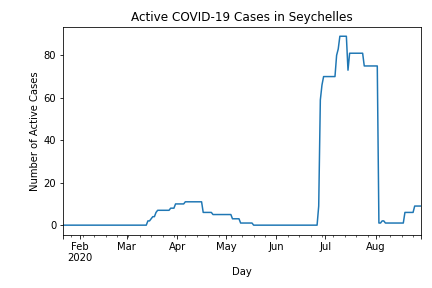 Active COVID-19 Cases in Seychelles
Number of Active Cases
80
60
40
20
0
Feb Mar Apr May Jun Jul Aug
2020
Day